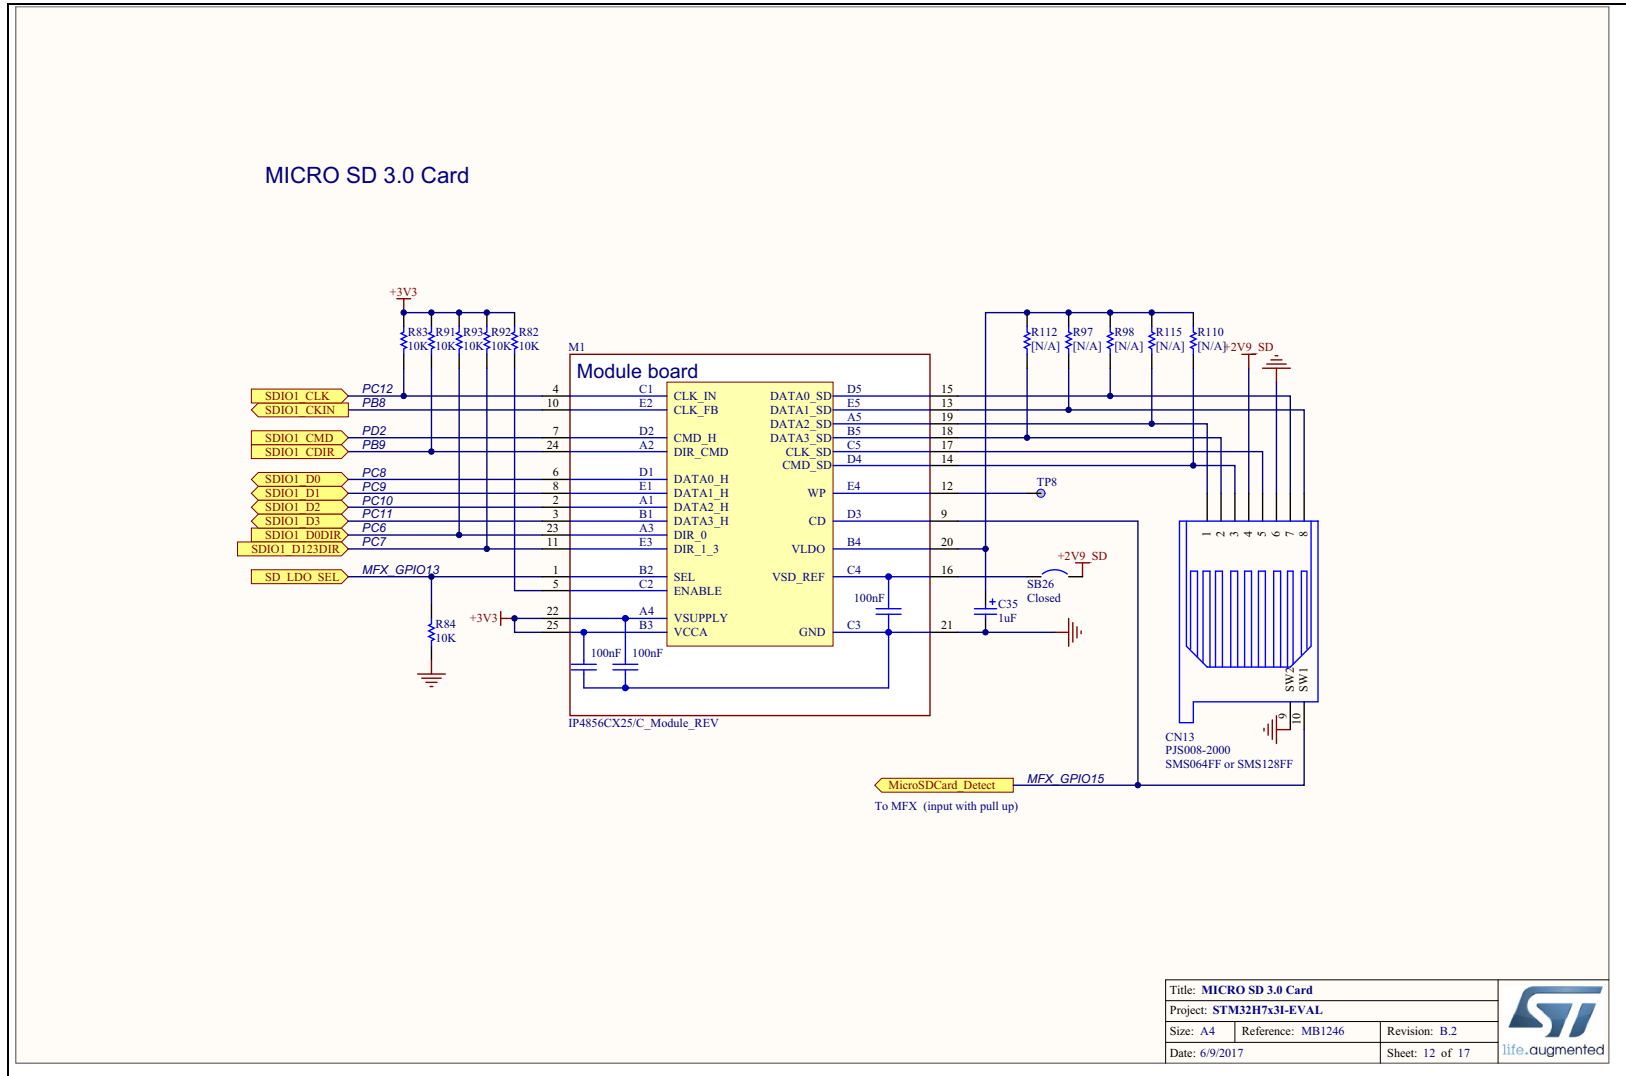 MICRO SD 3.0 Card
+3V3
R83 R91 R93 R92 R82
10K 10K 10K 10K 10K
R112 R97 R98 R115 R110
[N/A] [N/A] [N/A] [N/A] [N/A]
+2V9_SD
M1
Module board
SDIO1_CLK PC12 4 C1 CLK_IN
SDIO1_CKIN PB8 10 E2 CLK_FB
SDIO1_CMD PD2 7 D2 CMD_H
SDIO1_CDIR PB9 24 A2 DIR_CMD
SDIO1_D0 PC8 6 D1 DATA0_H
SDIO1_D1 PC9 8 E1 DATA1_H
SDIO1_D2 PC10 2 A1 DATA2_H
SDIO1_D3 PC11 3 B1 DATA3_H
SDIO1_D0DIR PC6 23 A3 DIR_0
SDIO1_D123DIR PC7 11 E3 DIR_1_3
SD_LDO_SEL MFX_GPIO13 1 B2 SEL
5 C2 ENABLE
+3V3 22 A4 VSUPPLY
25 B3 VCCA
R84
10K
100nF 100nF
DATA0_SD D5 15
DATA1_SD E5 13
DATA2_SD A5 19
DATA3_SD B5 18
CLK_SD C5 17
CMD_SD D4 14
WP E4 12 TP8
CD D3 9
VLDO B4 20
VSD_REF C4 16
+2V9_SD
SB26
Closed
100nF
C35
+
1uF
GND C3 21
IP4856CX25/C_Module_REV
1 2 3 4 5 6 7 8
SW2 SW1
9 10
CN13
PJS008-2000
SMS064FF or SMS128FF
MicroSDCard_Detect MFX_GPIO15
To MFX (input with pull up)
Title: MICRO SD 3.0 Card
Project: STM32H7x3I-EVAL
Size: A4 Reference: MB1246 Revision: B.2
Date: 6/9/2017 Sheet: 12 of 17
ST
life.augmented